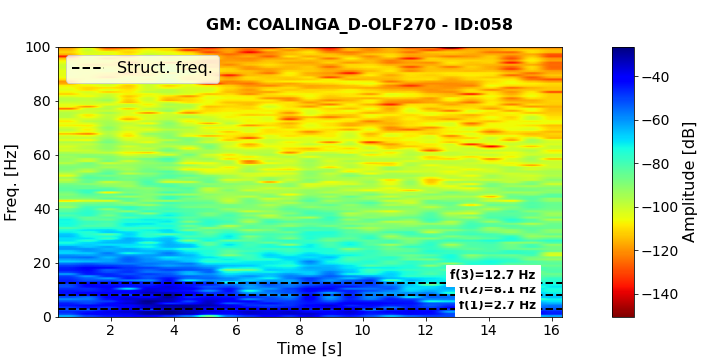 GM: COALINGA_D-OLF270 - ID:058
Struct. freq.
100
80
60
40
20
0
Freq. [Hz]
f(3)=12.7 Hz
f(2)=8.1 Hz
f(1)=2.7 Hz
2 4 6 8 10 12 14 16
Time [s]
−40
−60
−80
−100
−120
−140
Amplitude [dB]